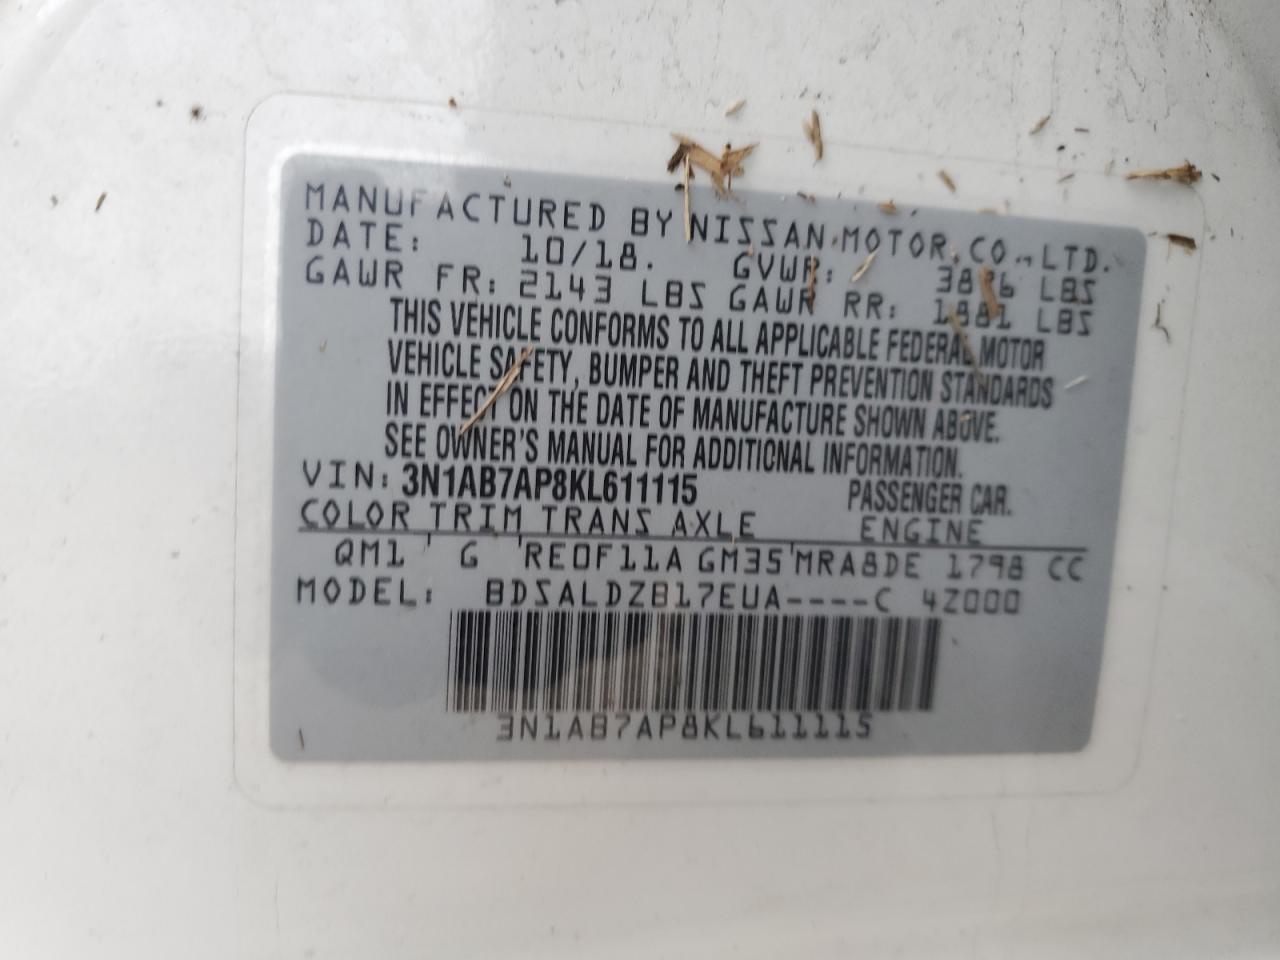 MANUFACTURED BY NISSAN MOTOR CO., LTD.
DATE: 10/18. GVWR: LBS
GAWR FR: 2143 LBS GAWR RR: 1881 LBS
THIS VEHICLE CONFORMS TO ALL APPLICABLE FEDERAL MOTOR
VEHICLE SAFETY, BUMPER AND THEFT PREVENTION STANDARDS
IN EFFECT ON THE DATE OF MANUFACTURE SHOWN ABOVE.
SEE OWNER'S MANUAL FOR ADDITIONAL INFORMATION.
VIN: 3N1AB7AP8KL611115 PASSENGER CAR.
COLOR TRIM TRANS AXLE ENGINE
QM1 ' G ' RE0F11A GM35 ' MRA8DE 1798 CC
MODEL: BDSALDZB17EUA----C 4Z000
3N1AB7AP8KL611115